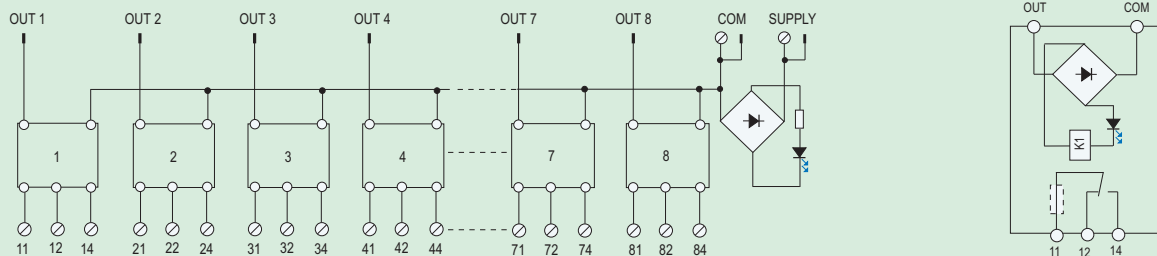 OUT 1 OUT 2 OUT 3 OUT 4 OUT 7 OUT 8 COM SUPPLY OUT COM
1 2 3 4 7 8
K1
11 12 14 21 22 24 31 32 34 41 42 44 71 72 74 81 82 84 11 12 14